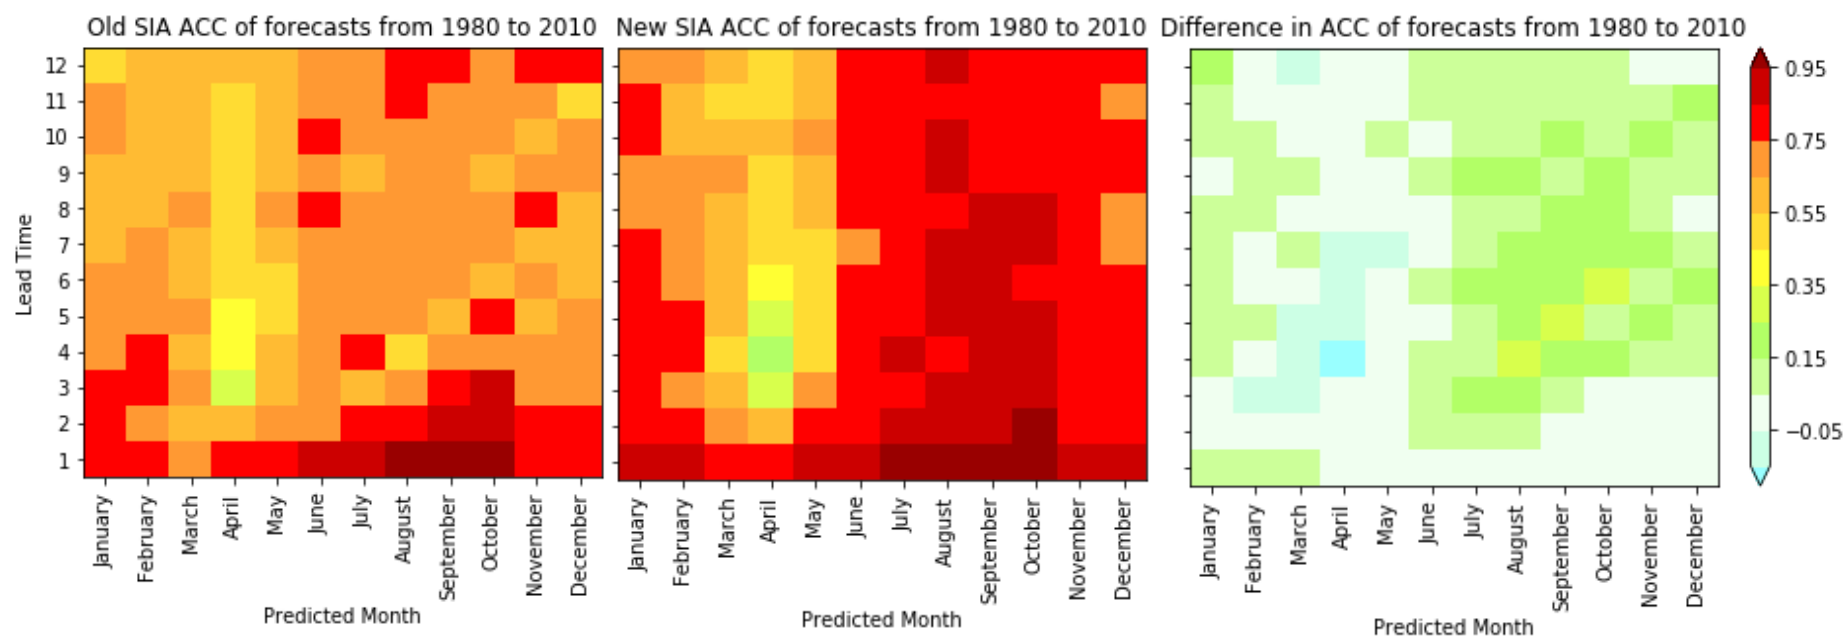 Old SIA ACC of forecasts from 1980 to 2010
New SIA ACC of forecasts from 1980 to 2010
Difference in ACC of forecasts from 1980 to 2010
Lead Time
12
11
10
9
8
7
6
5
4
3
2
1
January
February
March
April
May
June
July
August
September
October
November
December
Predicted Month
January
February
March
April
May
June
July
August
September
October
November
December
Predicted Month
January
February
March
April
May
June
July
August
September
October
November
December
Predicted Month
0.95
0.75
0.55
0.35
0.15
−0.05